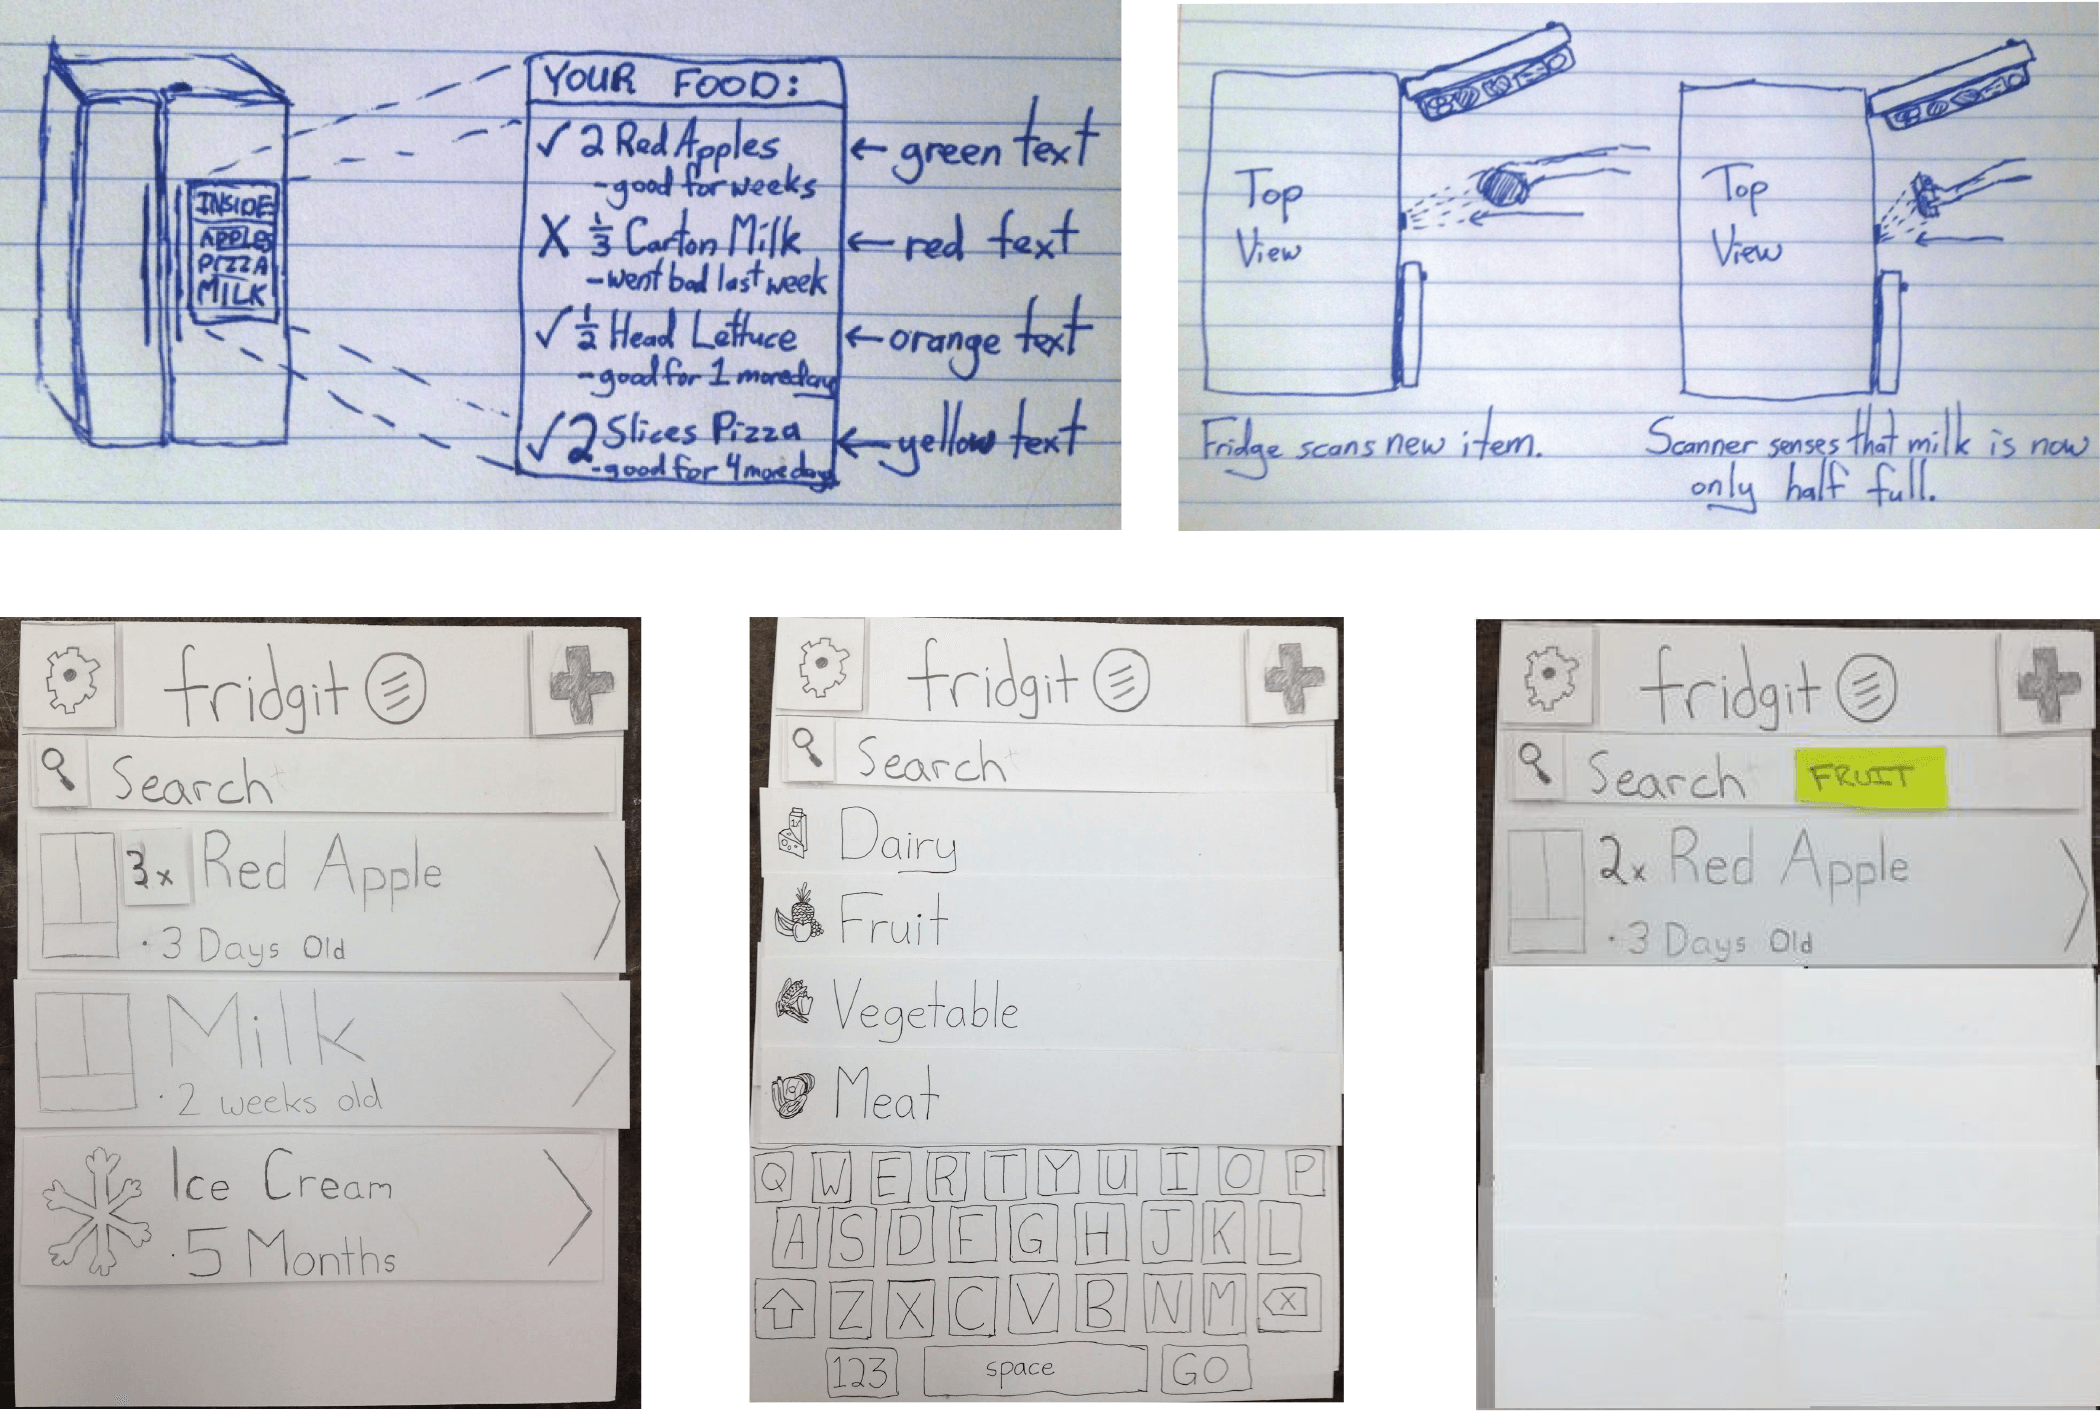 INSIDE
APPLES
PIZZA
MILK
YOUR FOOD:
✓ 2 Red Apples ← green text
-good for weeks
X 1/3 Carton Milk ← red text
-went bad last week
✓ 1/2 Head Lettuce ← orange text
-good for 1 more day
✓ 2 Slices Pizza ← yellow text
-good for 4 more days
Top
View
Fridge scans new item.
Top
View
Scanner senses that milk is now
only half full.
fridgit
Search
3x Red Apple
· 3 Days Old
Milk
· 2 weeks old
Ice Cream
· 5 Months
fridgit
Search
Dairy
Fruit
Vegetable
Meat
Q W E R T Y U I O P
A S D F G H J K L
Z X C V B N M X
123 space GO
fridgit
Search FRUIT
2x Red Apple
· 3 Days Old